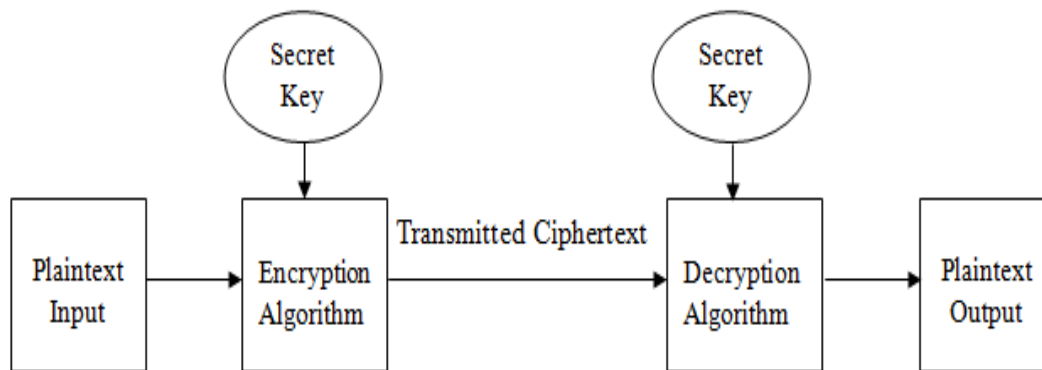 Secret
Key
Secret
Key
Transmitted Ciphertext
Plaintext
Input
Encryption
Algorithm
Decryption
Algorithm
Plaintext
Output